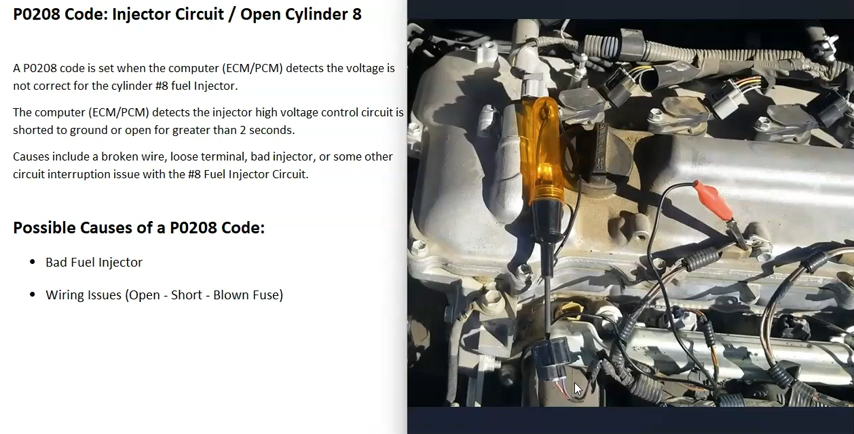 P0208 Code: Injector Circuit / Open Cylinder 8
A P0208 code is set when the computer (ECM/PCM) detects the voltage is
not correct for the cylinder #8 fuel Injector.
The computer (ECM/PCM) detects the injector high voltage control circuit is
shorted to ground or open for greater than 2 seconds.
Causes include a broken wire, loose terminal, bad injector, or some other
circuit interruption issue with the #8 Fuel Injector Circuit.
Possible Causes of a P0208 Code:
• Bad Fuel Injector
• Wiring Issues (Open - Short - Blown Fuse)